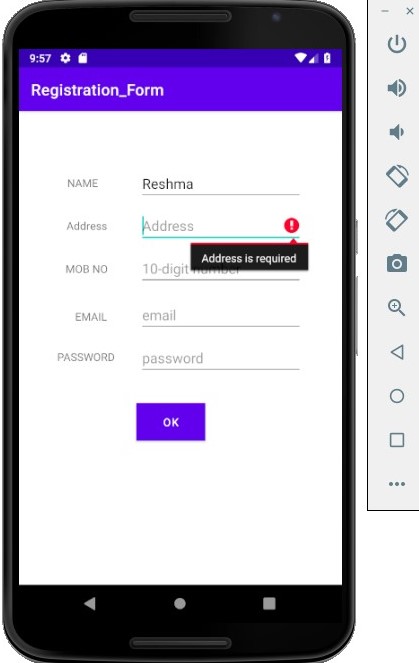 9:57
Registration_Form
NAME Reshma
Address Address
Address is required
MOB NO 10-digit number
EMAIL email
PASSWORD password
OK